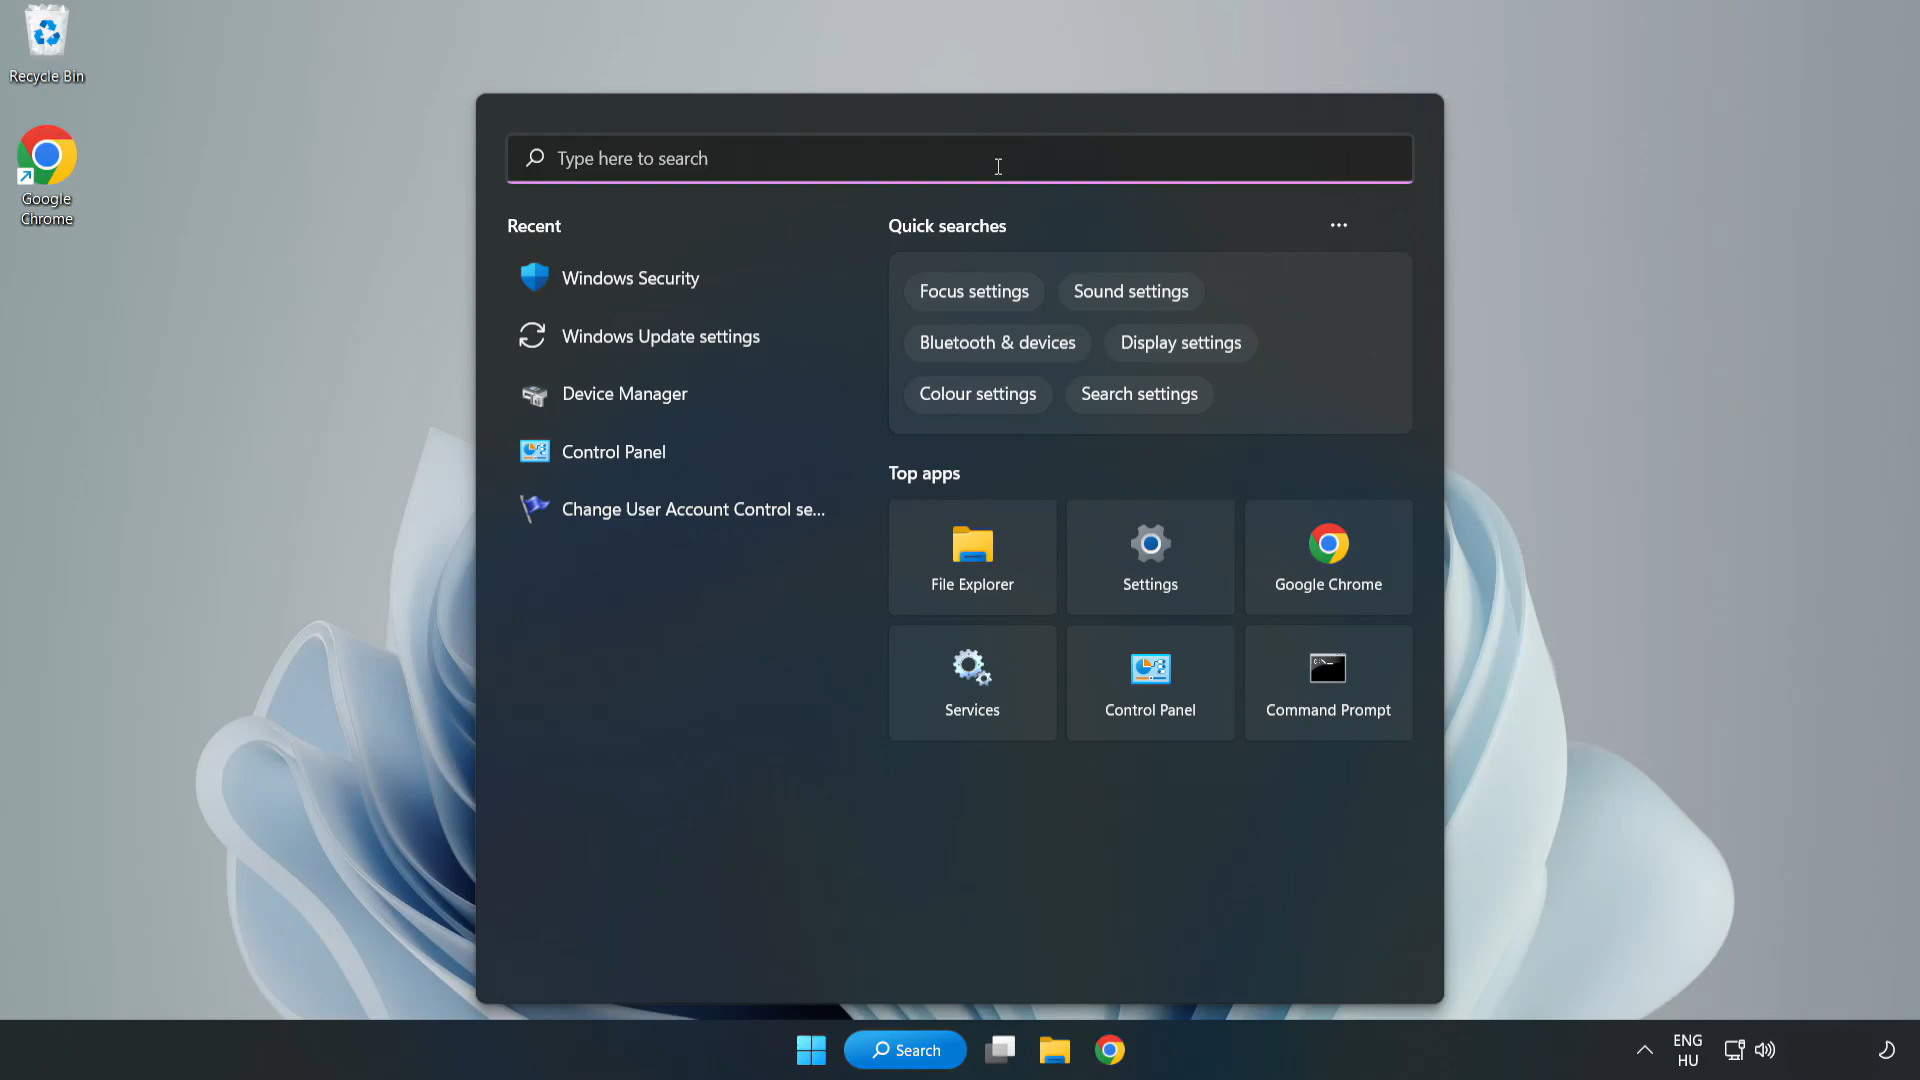 Recycle Bin
Google
Chrome
Type here to search
Recent
Windows Security
Windows Update settings
Device Manager
Control Panel
Change User Account Control se...
Quick searches
Focus settings
Sound settings
Bluetooth & devices
Display settings
Colour settings
Search settings
Top apps
File Explorer
Settings
Google Chrome
Services
Control Panel
Command Prompt
Search
ENG
HU